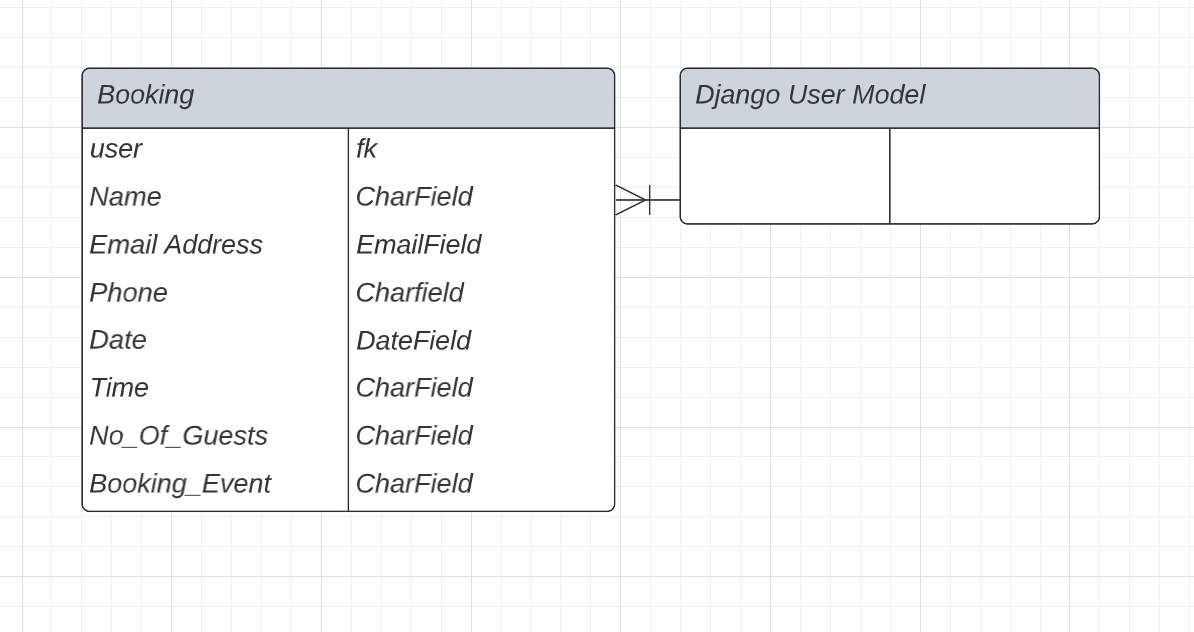 Booking
user fk
Name CharField
Email Address EmailField
Phone Charfield
Date DateField
Time CharField
No_Of_Guests CharField
Booking_Event CharField
Django User Model